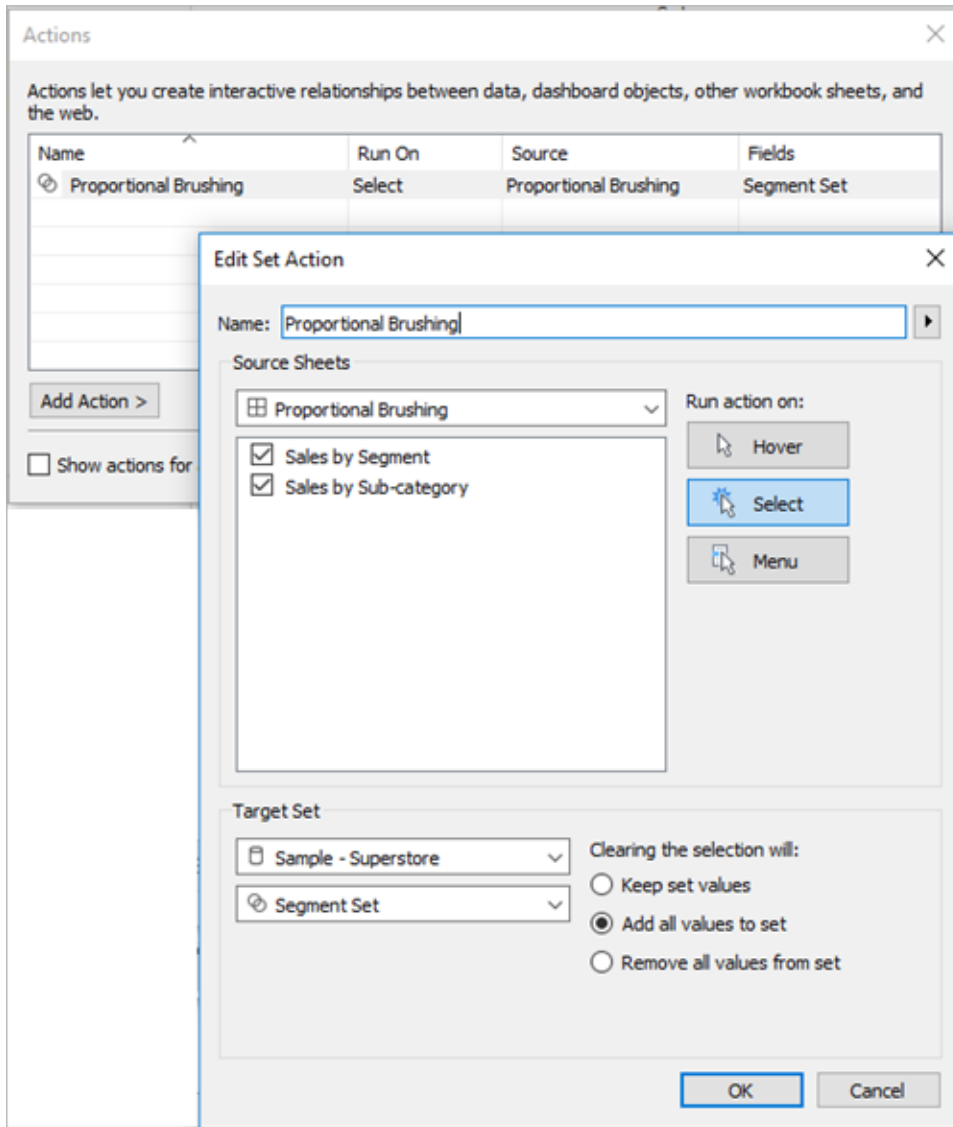 Actions
Actions let you create interactive relationships between data, dashboard objects, other workbook sheets, and
the web.
Name Run On Source Fields
Proportional Brushing Select Proportional Brushing Segment Set
Edit Set Action
Name: Proportional Brushing
Source Sheets
Add Action >
Proportional Brushing
Run action on:
Show actions for
Sales by Segment
Sales by Sub-category
Hover
Select
Menu
Target Set
Sample - Superstore
Segment Set
Clearing the selection will:
Keep set values
Add all values to set
Remove all values from set
OK Cancel